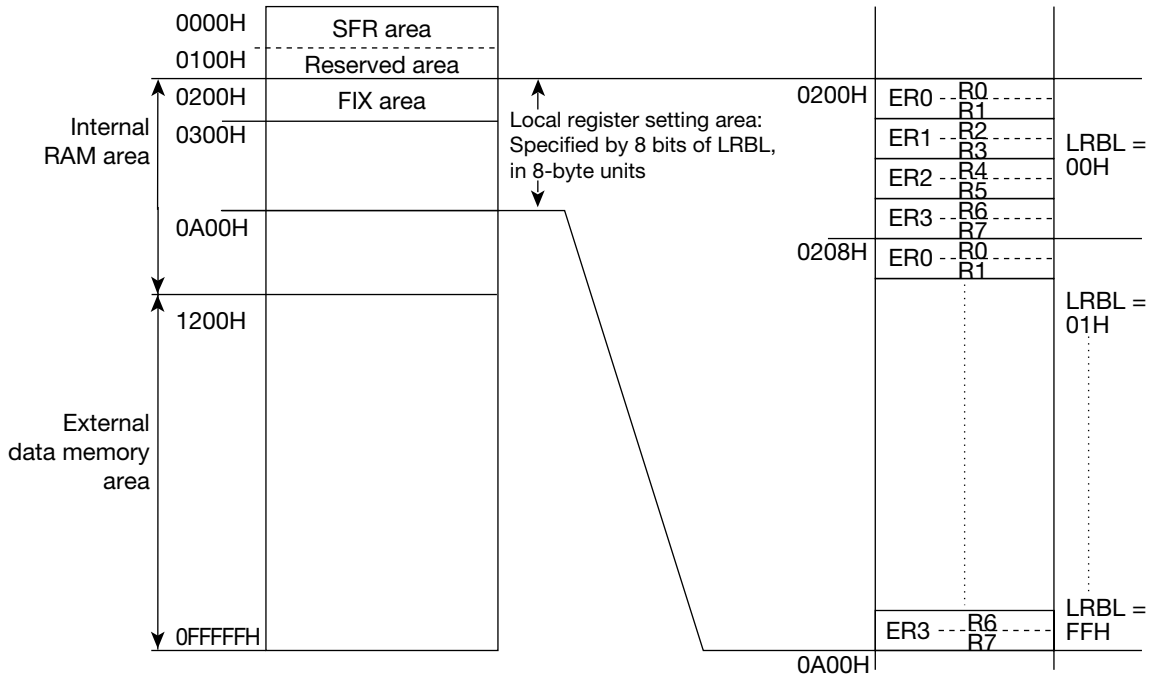 0000H
SFR area
0100H
Reserved area
0200H
FIX area
0300H
Internal
RAM area
0A00H
1200H
External
data memory
area
0FFFFFH
Local register setting area:
Specified by 8 bits of LRBL,
in 8-byte units
0200H
ER0
R0
R1
ER1
R2
R3
LRBL =
00H
ER2
R4
R5
ER3
R6
R7
0208H
ER0
R0
R1
LRBL =
01H
ER3
R6
R7
LRBL =
FFH
0A00H